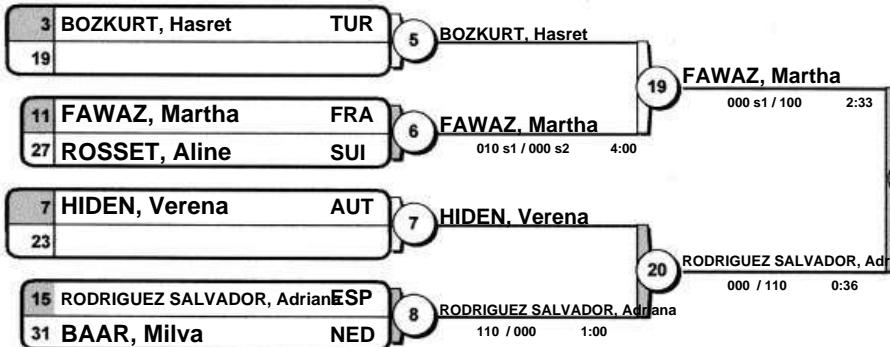 3 BOZKURT, Hasret TUR
19
5
BOZKURT, Hasret
11 FAWAZ, Martha FRA
27 ROSSET, Aline SUI
6
FAWAZ, Martha
010 s1 / 000 s2 4:00
19
FAWAZ, Martha
000 s1 / 100 2:33
7 HIDEN, Verena AUT
23
7
HIDEN, Verena
15 RODRIGUEZ SALVADOR, Adriana ESP
31 BAAR, Milva NED
8
RODRIGUEZ SALVADOR, Adriana
110 / 000 1:00
20
RODRIGUEZ SALVADOR, Adr
000 / 110 0:36